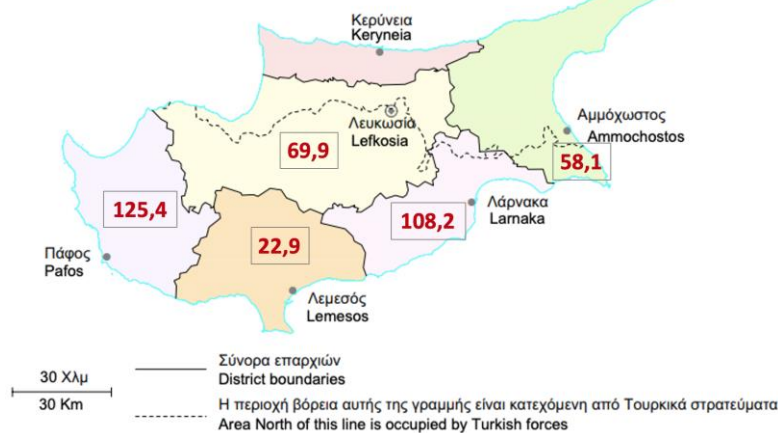 Κερύνεια
Keryneia
Αμμόχωστος
Ammochostos
Λευκωσία
Lefkosia
69,9
58,1
125,4
108,2
Λάρνακα
Larnaka
22,9
Πάφος
Pafos
Λεμεσός
Lemesos
30 Χλμ
30 Km
Σύνορα επαρχιών
District boundaries
Η περιοχή βόρεια αυτής της γραμμής είναι κατεχόμενη από Τουρκικά στρατεύματα
Area North of this line is occupied by Turkish forces